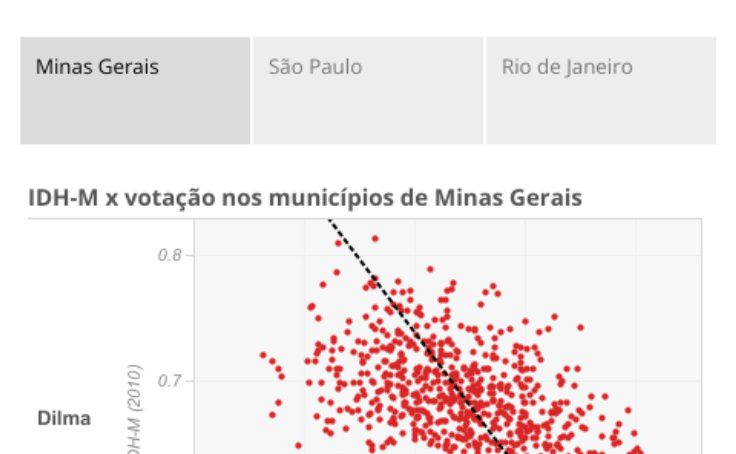 Minas Gerais
São Paulo
Rio de Janeiro
IDH-M x votação nos municípios de Minas Gerais
0.8
0.7
Dilma
DH-M (2010)